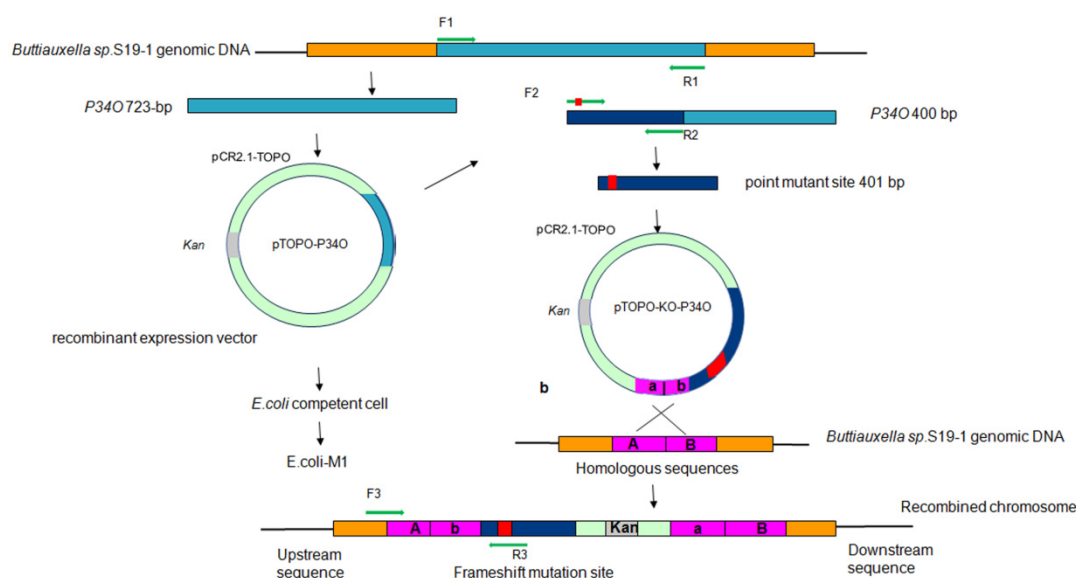 F1
Buttiauxella sp.S19-1 genomic DNA
R1
P34O 723-bp
F2
P34O 400 bp
R2
pCR2.1-TOPO
point mutant site 401 bp
Kan
pTOPO-P34O
pCR2.1-TOPO
Kan
pTOPO-KO-P34O
recombinant expression vector
a b
b
E.coli competent cell
Buttiauxella sp.S19-1 genomic DNA
A B
E.coli-M1
Homologous sequences
F3
Recombined chromosome
A b Kan a B
R3
Upstream
sequence
Frameshift mutation site
Downstream
sequence